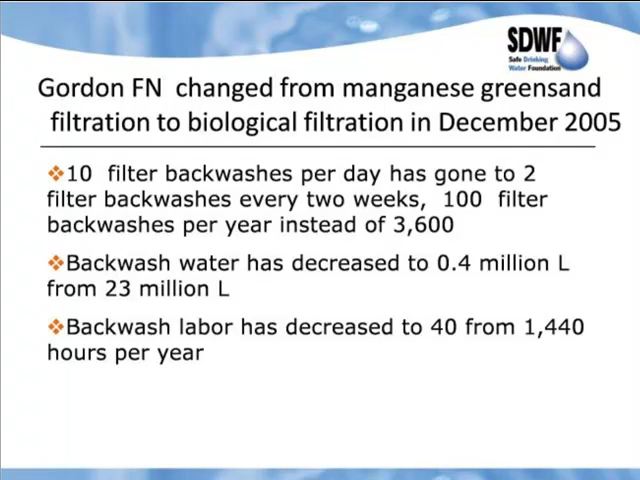 SDWF
Safe Drinking
Water Foundation
Gordon FN changed from manganese greensand
filtration to biological filtration in December 2005
❖10 filter backwashes per day has gone to 2
filter backwashes every two weeks, 100 filter
backwashes per year instead of 3,600
❖Backwash water has decreased to 0.4 million L
from 23 million L
❖Backwash labor has decreased to 40 from 1,440
hours per year